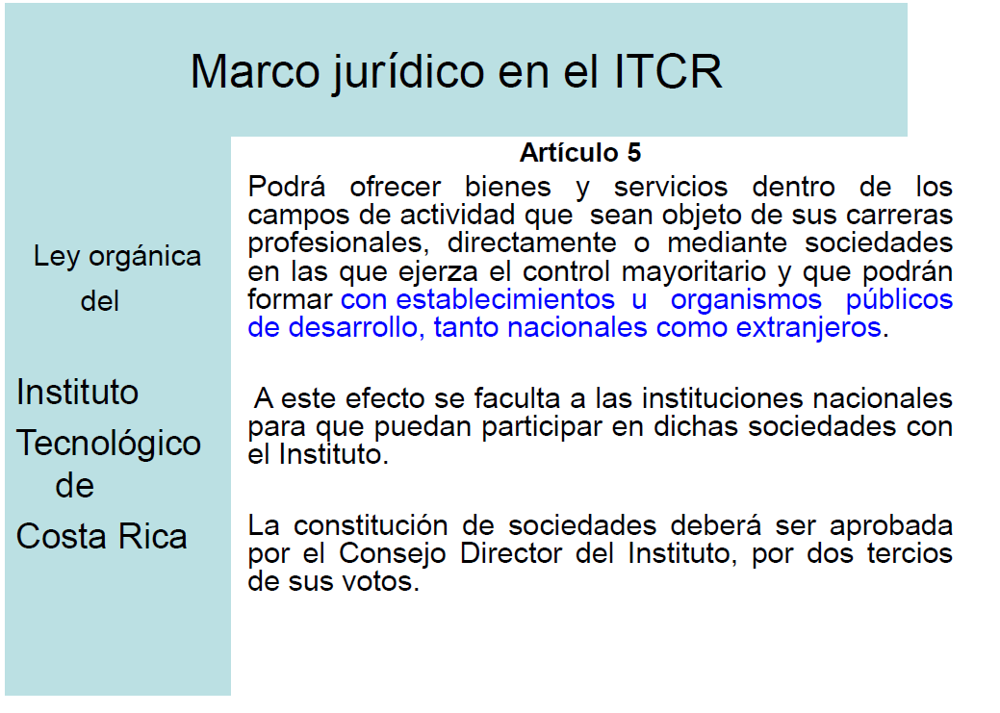 Marco jurídico en el ITCR
Ley orgánica
del
Instituto
Tecnológico
de
Costa Rica
Artículo 5
Podrá ofrecer bienes y servicios dentro de los
campos de actividad que sean objeto de sus carreras
profesionales, directamente o mediante sociedades
en las que ejerza el control mayoritario y que podrán
formar con establecimientos u organismos públicos
de desarrollo, tanto nacionales como extranjeros.
A este efecto se faculta a las instituciones nacionales
para que puedan participar en dichas sociedades con
el Instituto.
La constitución de sociedades deberá ser aprobada
por el Consejo Director del Instituto, por dos tercios
de sus votos.